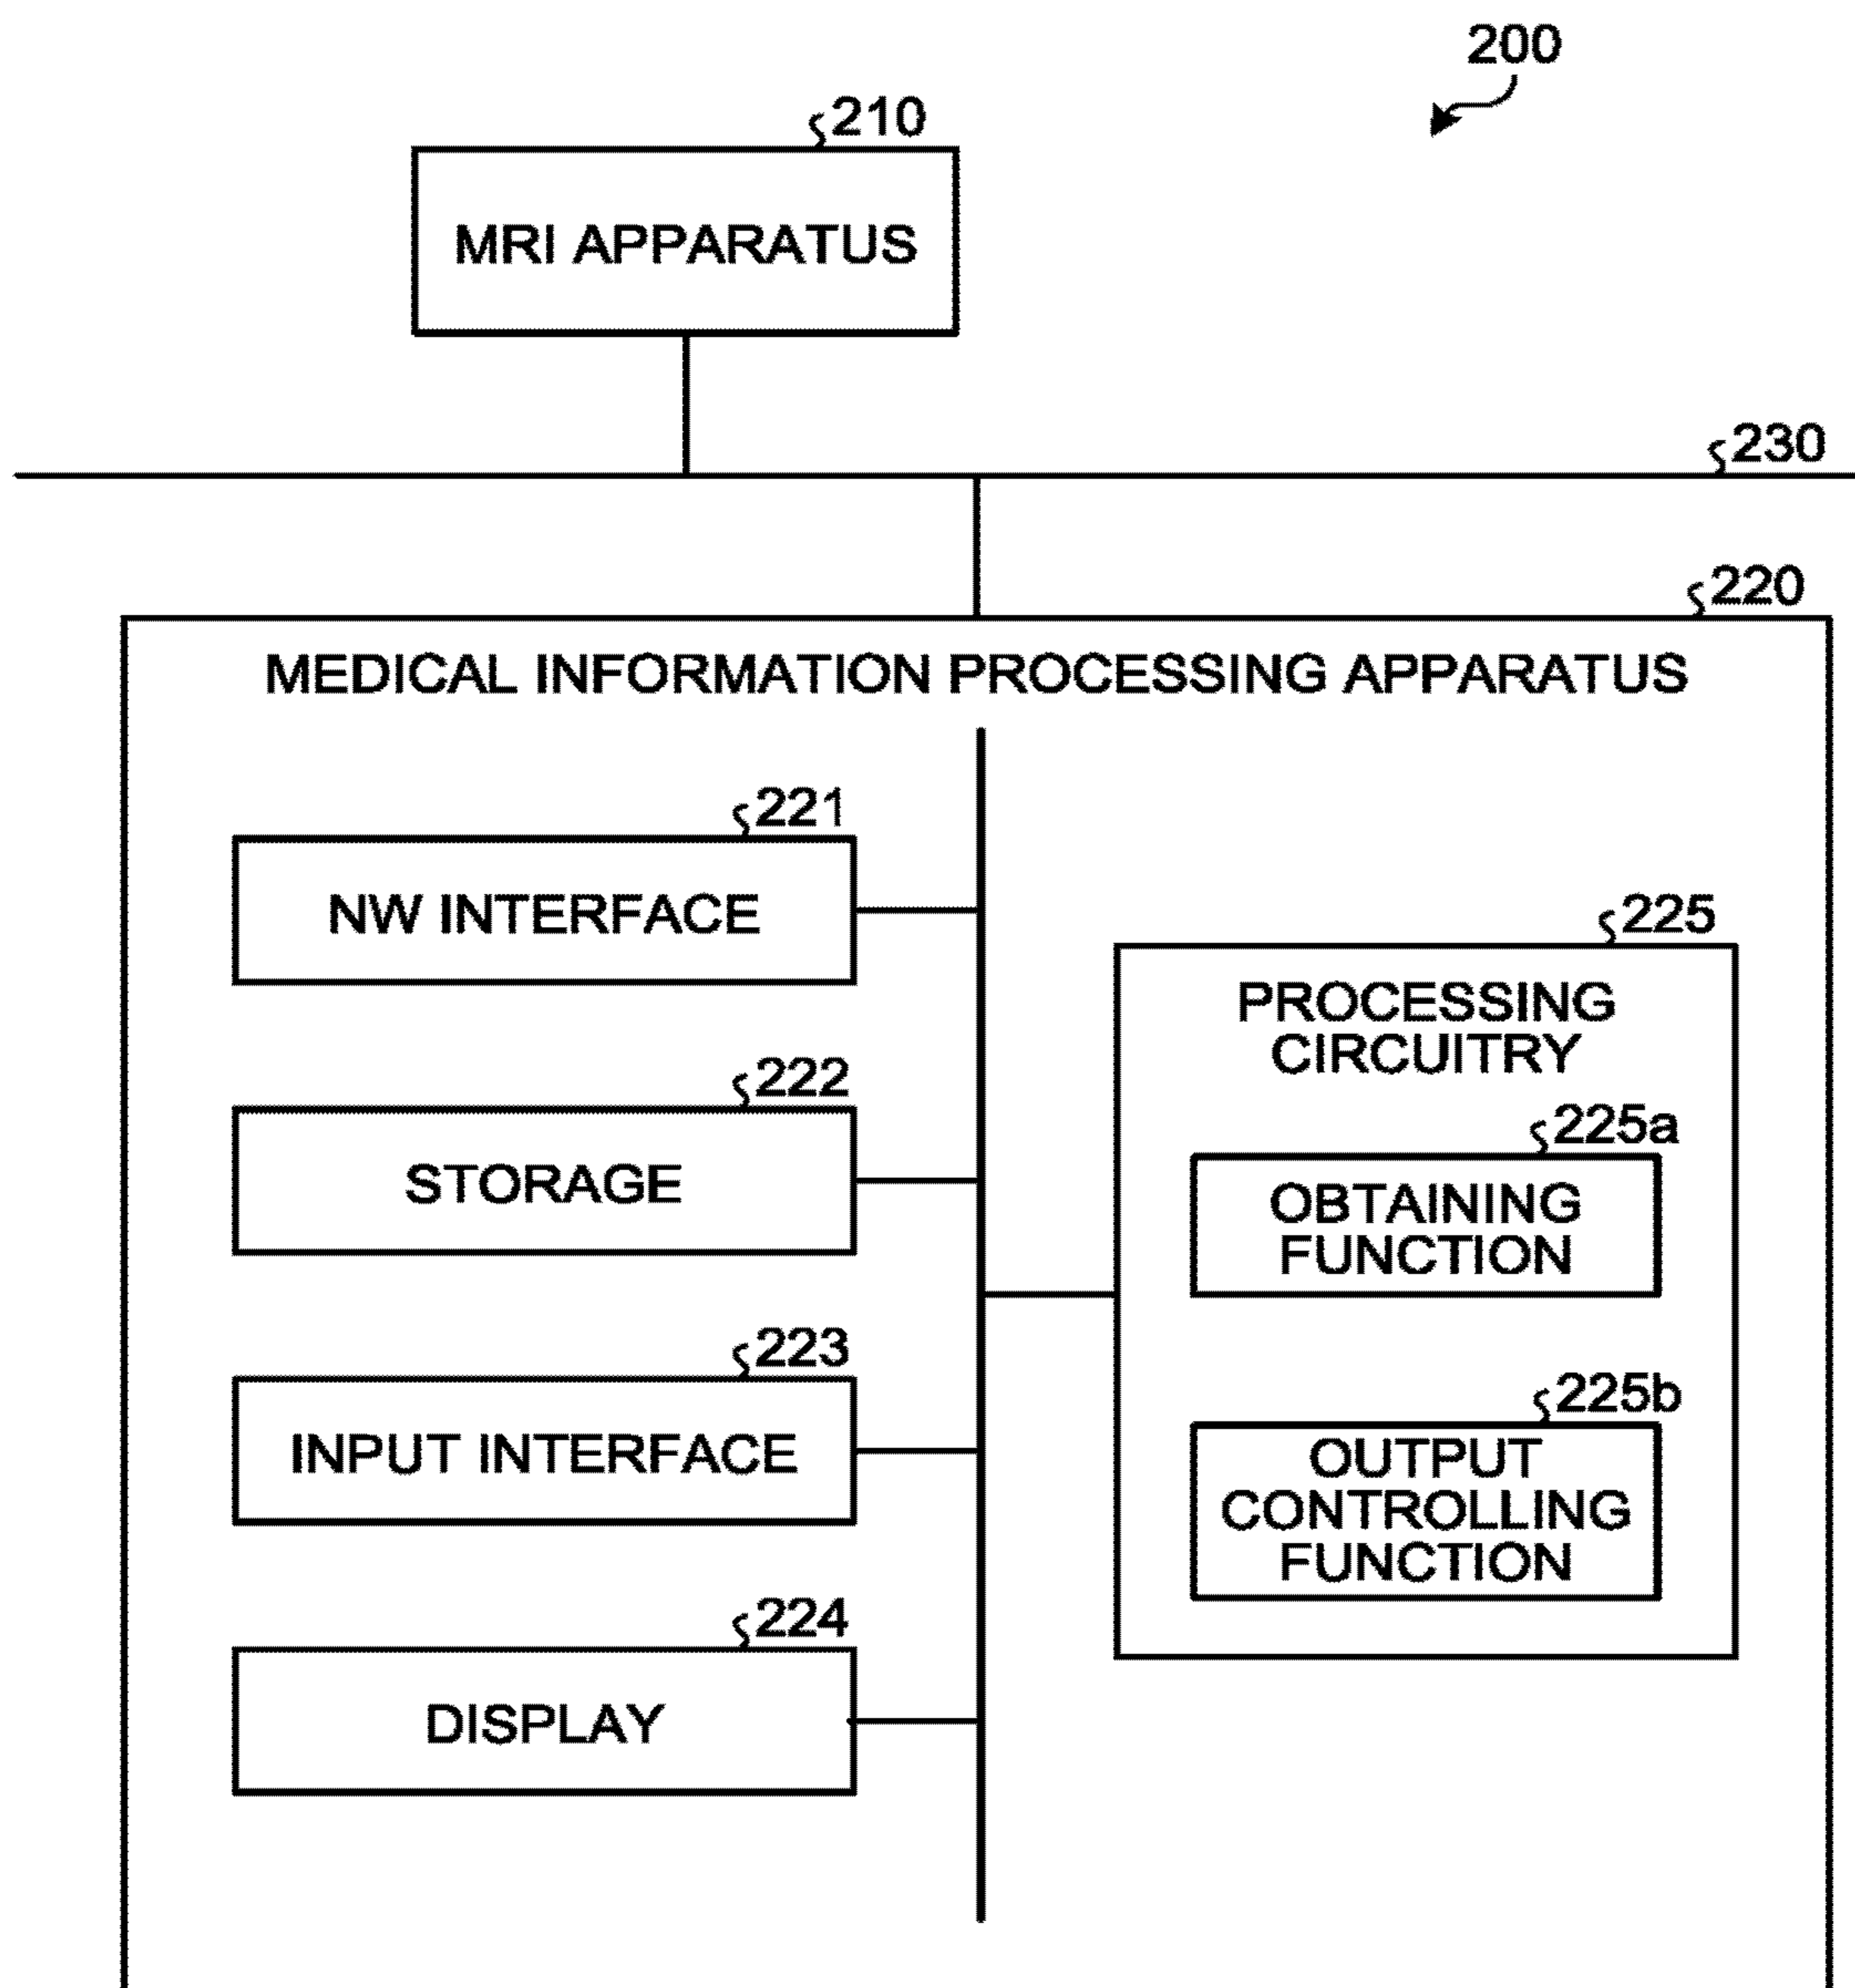 200
210
MRI APPARATUS
230
220
MEDICAL INFORMATION PROCESSING APPARATUS
221
NW INTERFACE
222
STORAGE
223
INPUT INTERFACE
224
DISPLAY
225
PROCESSING
CIRCUITRY
225a
OBTAINING
FUNCTION
225b
OUTPUT
CONTROLLING
FUNCTION